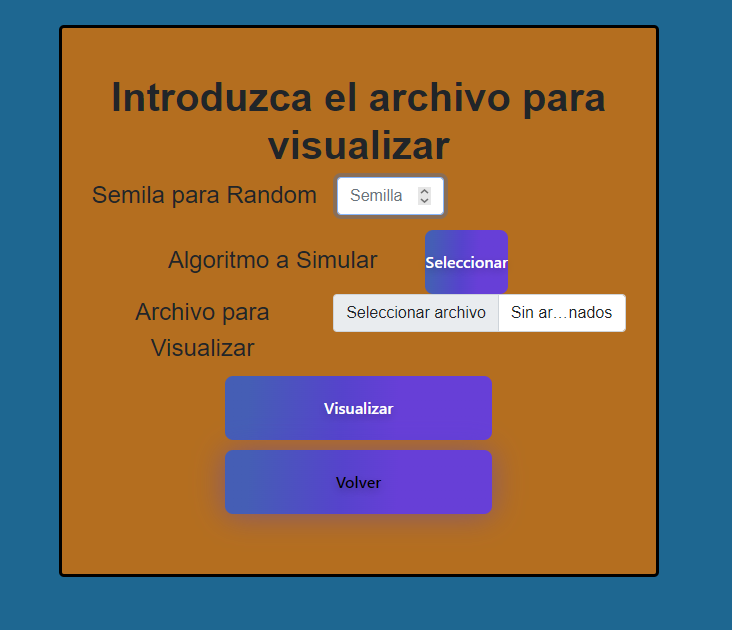 Introduzca el archivo para
visualizar
Semila para Random Semilla
Algoritmo a Simular Seleccionar
Archivo para Seleccionar archivo Sin ar...nados
Visualizar
Visualizar
Volver